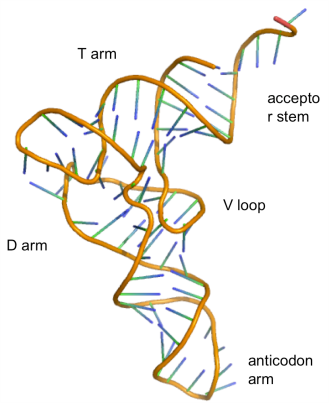 T arm
accepto
r stem
V loop
D arm
anticodon
arm